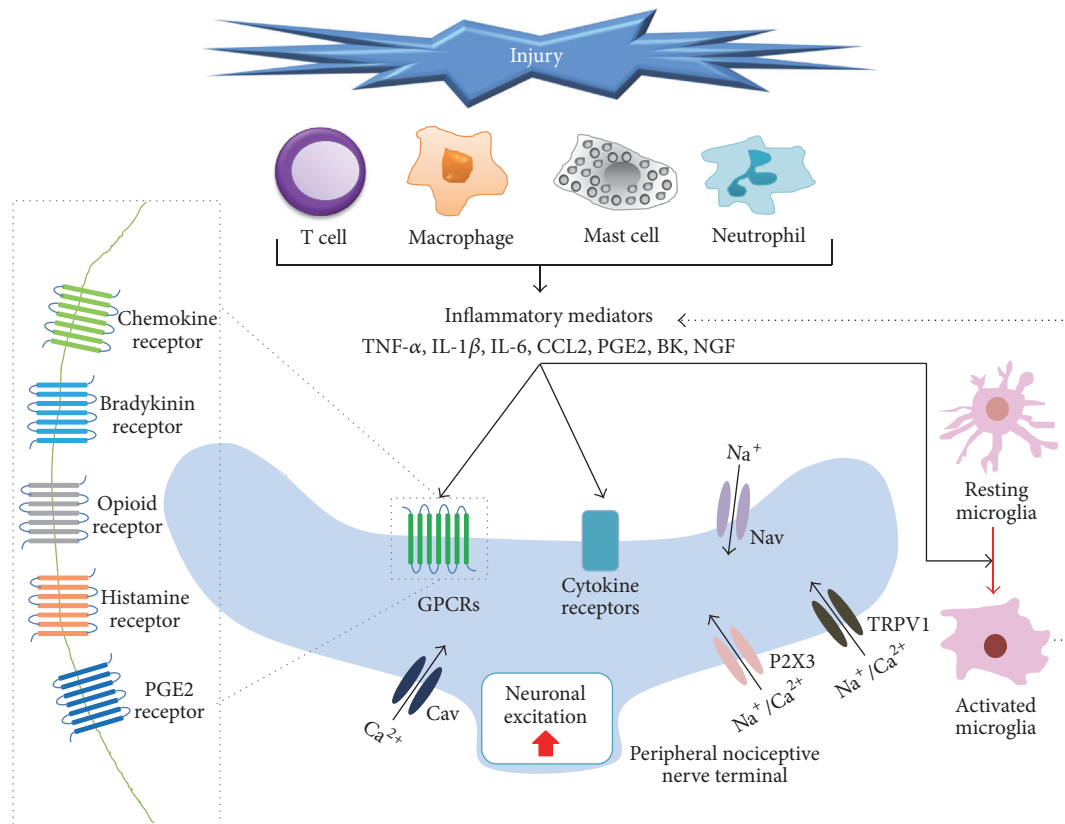 Injury
T cell
Macrophage
Mast cell
Neutrophil
Inflammatory mediators
TNF-α, IL-1β, IL-6, CCL2, PGE2, BK, NGF
Chemokine
receptor
Bradykinin
receptor
Opioid
receptor
Histamine
receptor
PGE2
receptor
GPCRs
Cytokine
receptors
Na⁺
Nav
TRPV1
Na⁺/Ca²⁺
P2X3
Na⁺/Ca²⁺
Cav
Ca²⁺
Neuronal
excitation
Peripheral nociceptive
nerve terminal
Resting
microglia
Activated
microglia